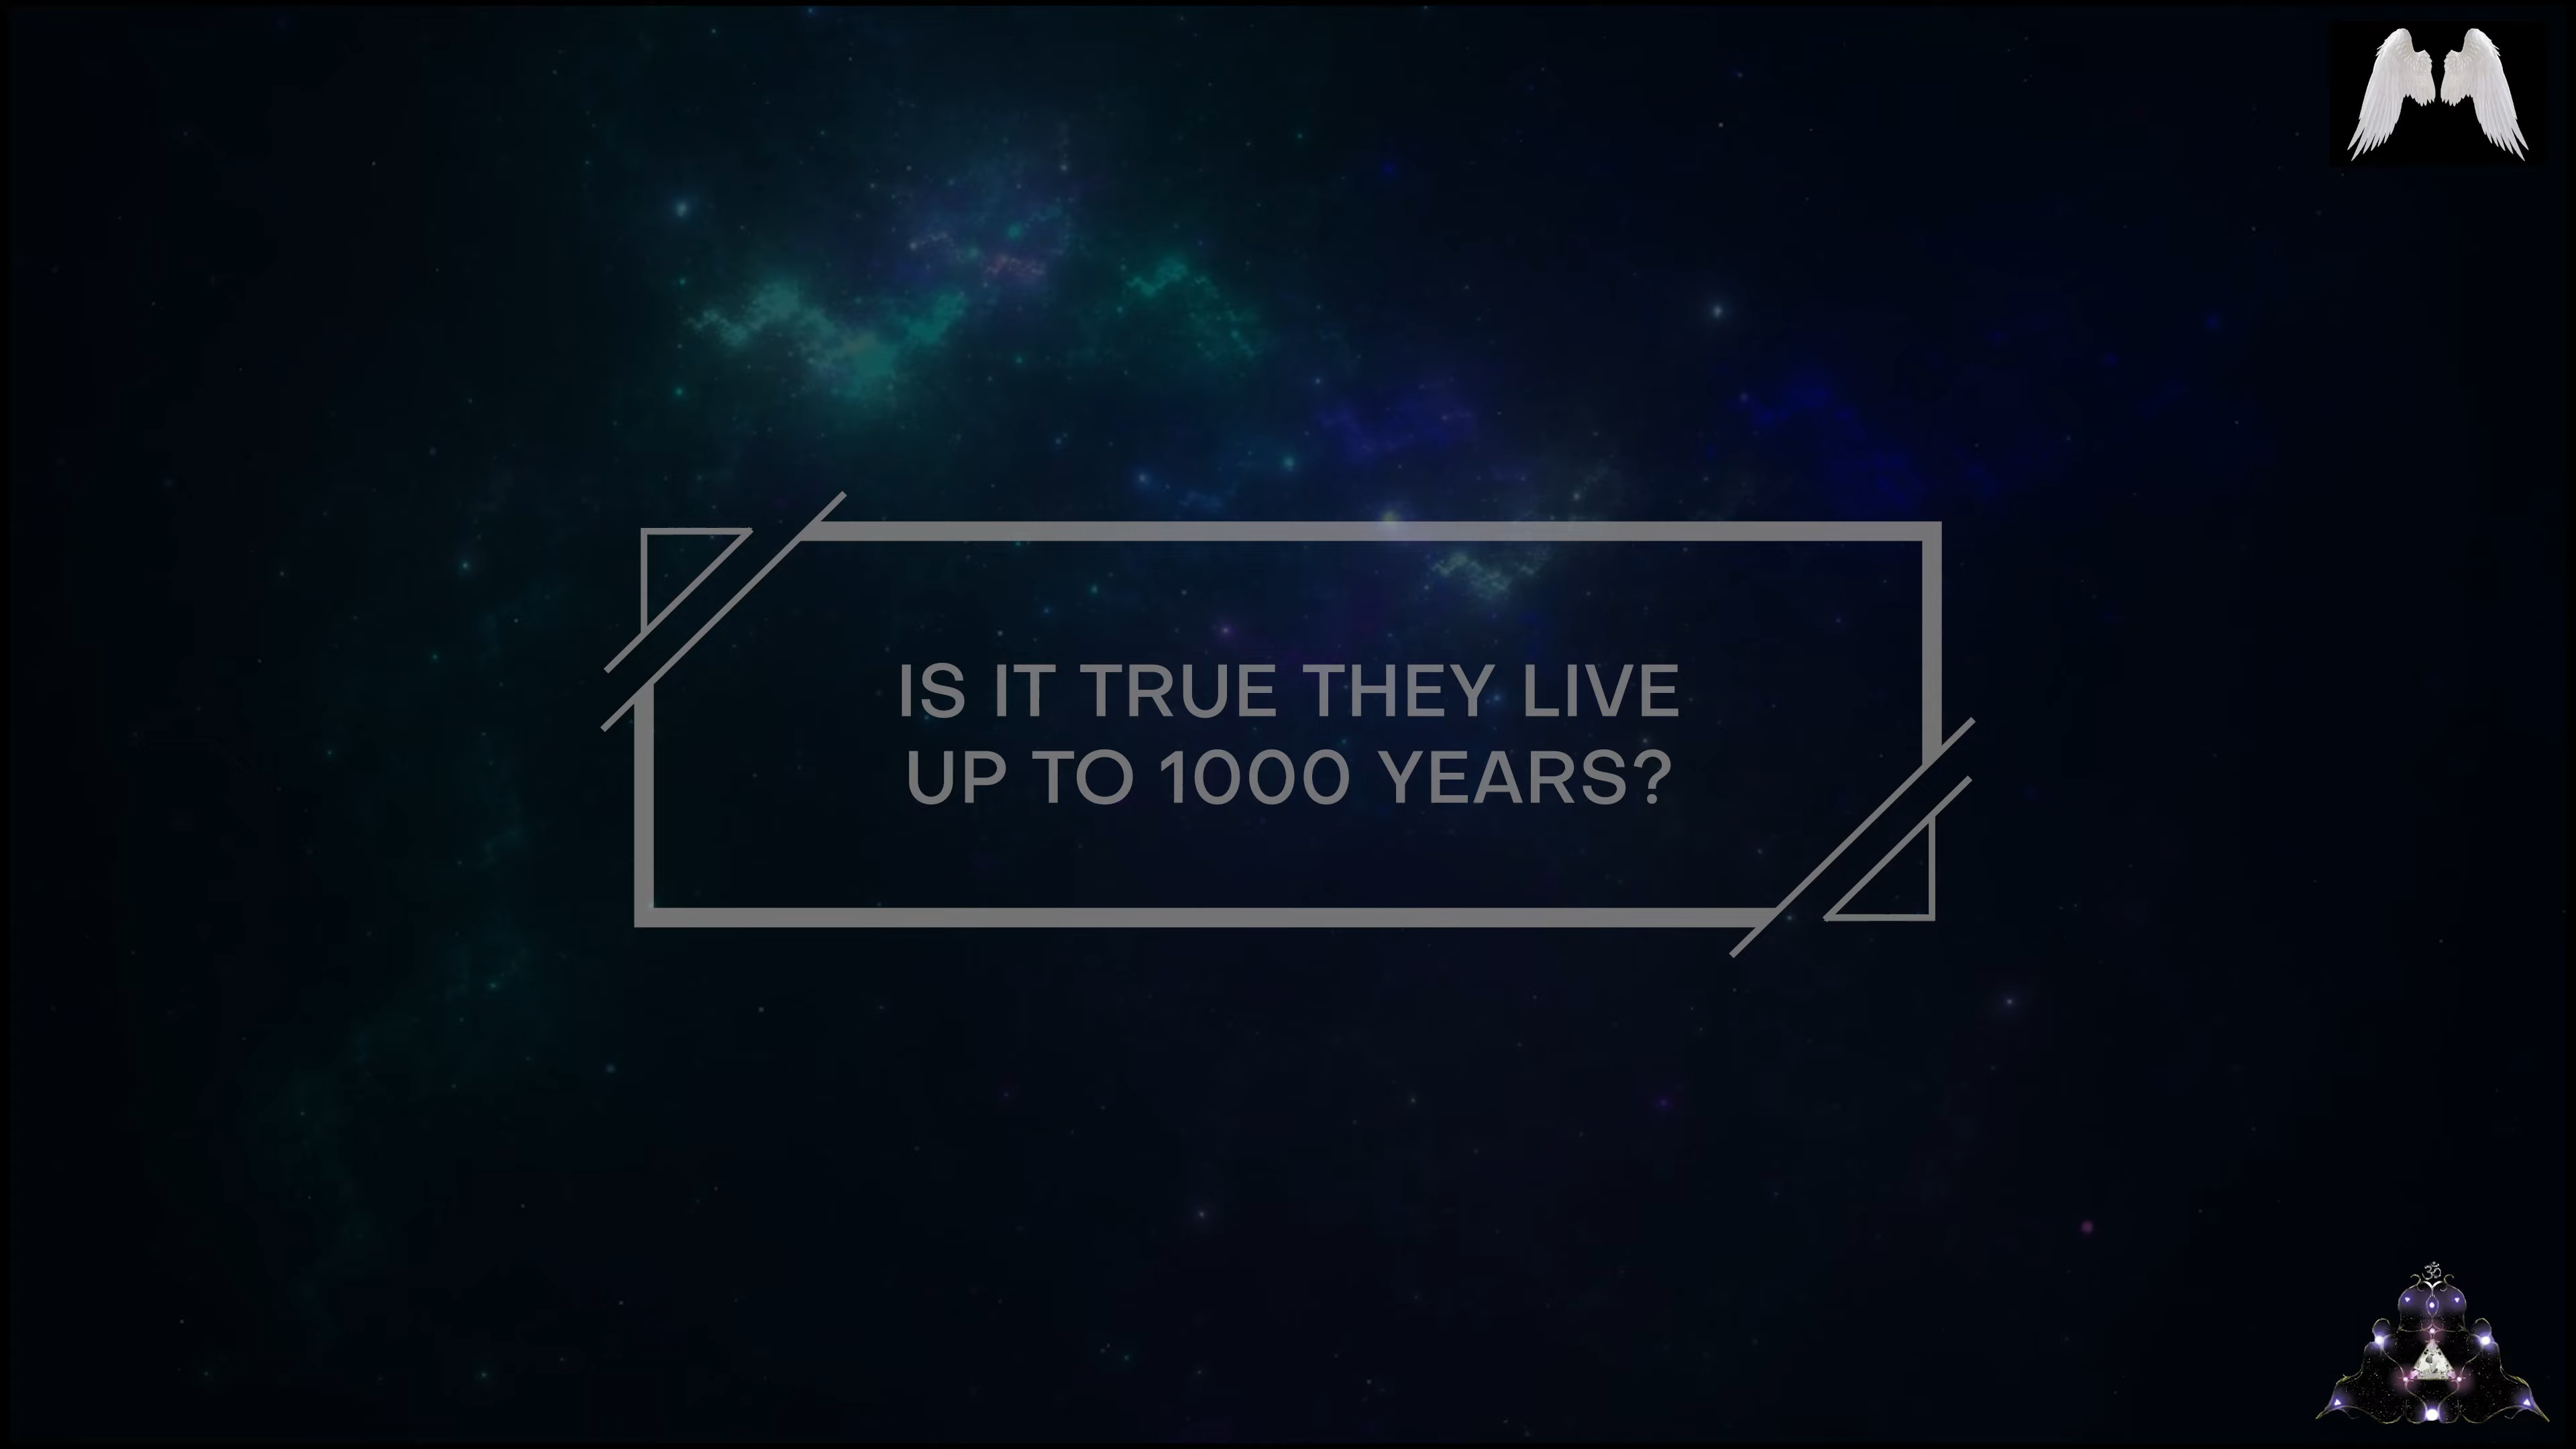 IS IT TRUE THEY LIVE
UP TO 1000 YEARS?
ॐ